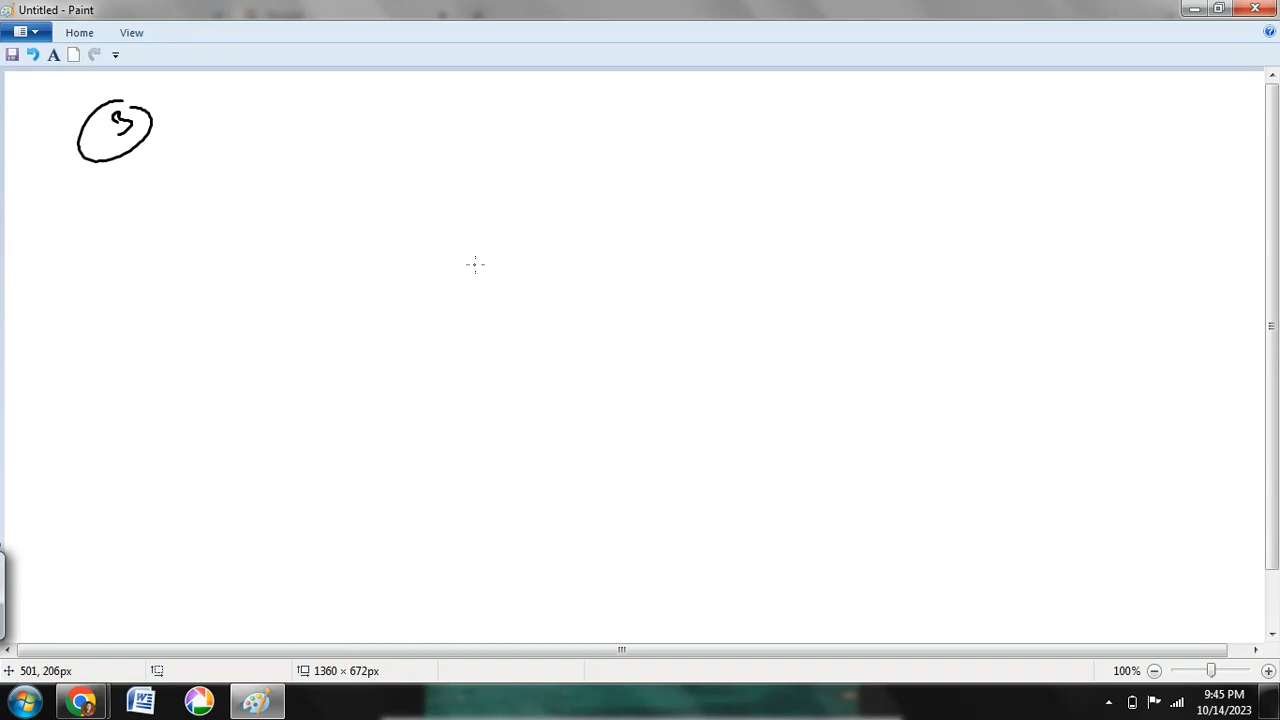 Untitled - Paint
Home View
A
501, 206px 1360 × 672px 100%
9:45 PM
10/14/2023